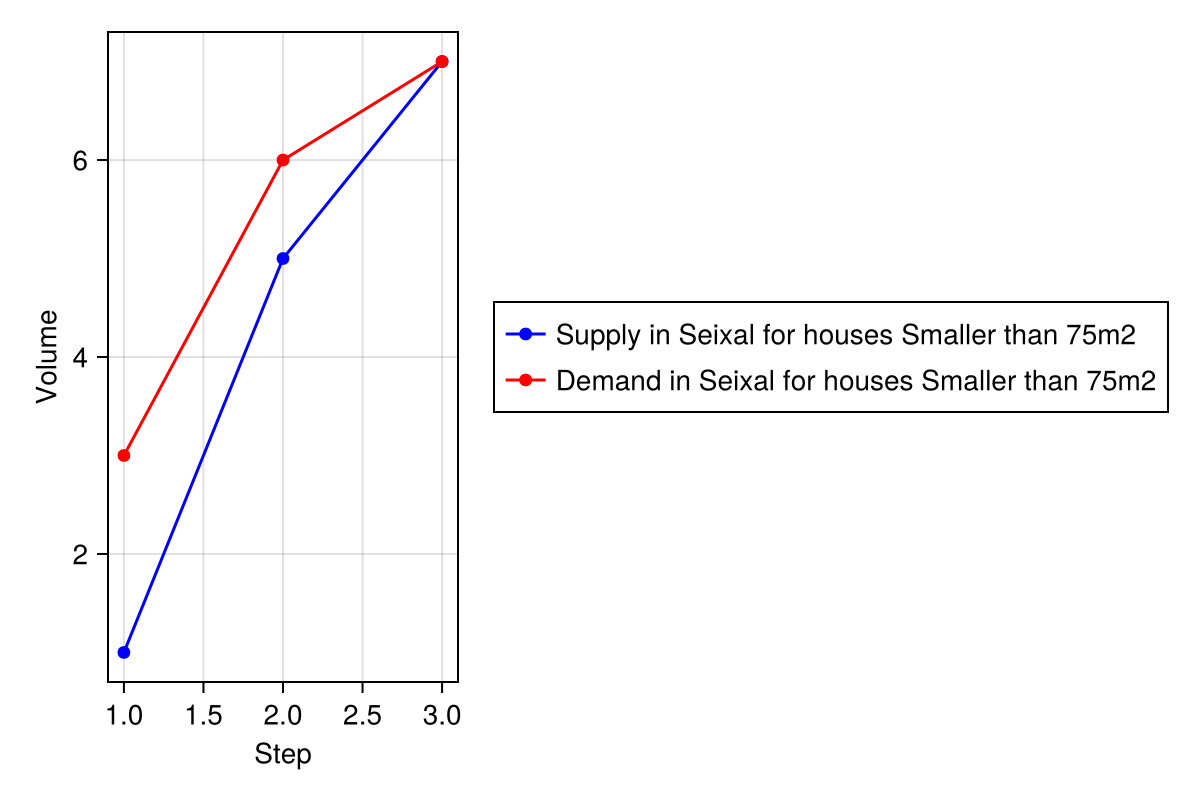 6
4
2
Volume
1.0 1.5 2.0 2.5 3.0
Step
Supply in Seixal for houses Smaller than 75m2
Demand in Seixal for houses Smaller than 75m2